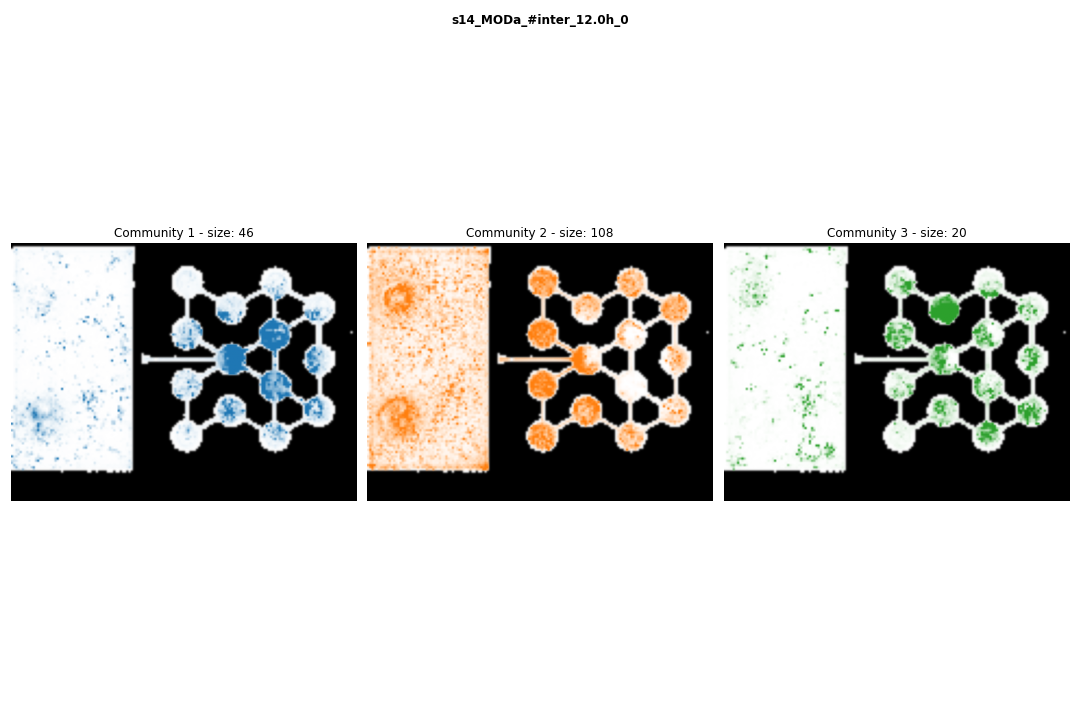 s14_MODa_#inter_12.0h_0
Community 1 - size: 46
Community 2 - size: 108
Community 3 - size: 20